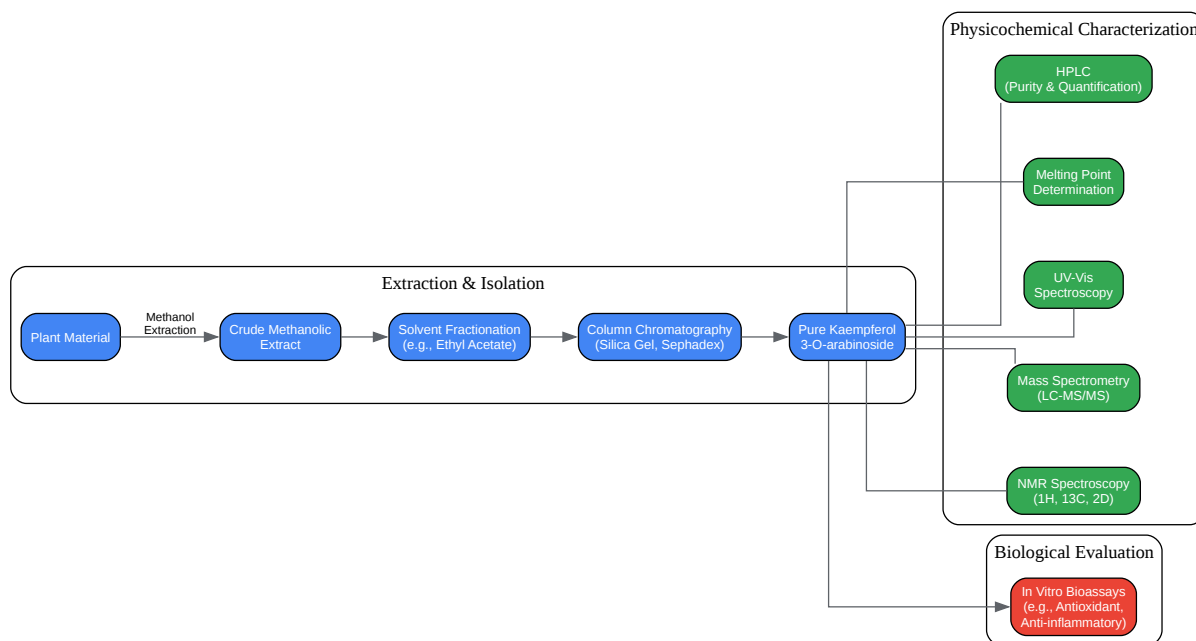 Physicochemical Characterization
HPLC
(Purity & Quantification)
Melting Point
Determination
UV-Vis
Spectroscopy
Mass Spectrometry
(LC-MS/MS)
NMR Spectroscopy
(1H, 13C, 2D)
Extraction & Isolation
Plant Material
Methanol
Extraction
Crude Methanolic
Extract
Solvent Fractionation
(e.g., Ethyl Acetate)
Column Chromatography
(Silica Gel, Sephadex)
Pure Kaempferol
3-O-arabinoside
Biological Evaluation
In Vitro Bioassays
(e.g., Antioxidant,
Anti-inflammatory)